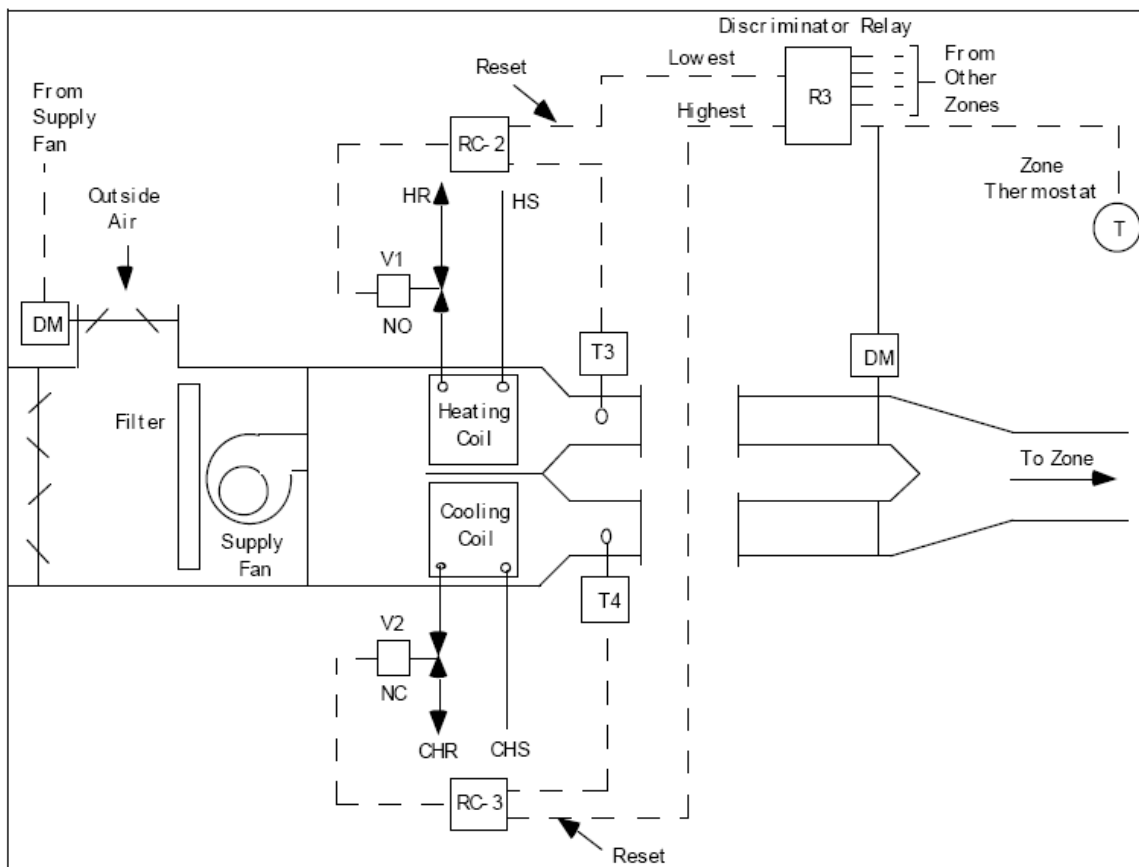 Discriminator Relay
From
Other
Zones
Lowest
Highest
R3
Reset
From
Supply
Fan
RC-2
Outside
Air
HR
HS
Zone
Thermostat
T
V1
NO
DM
T3
DM
Filter
Heating
Coil
To Zone
Cooling
Coil
Supply
Fan
T4
V2
NC
CHR
CHS
RC-3
Reset